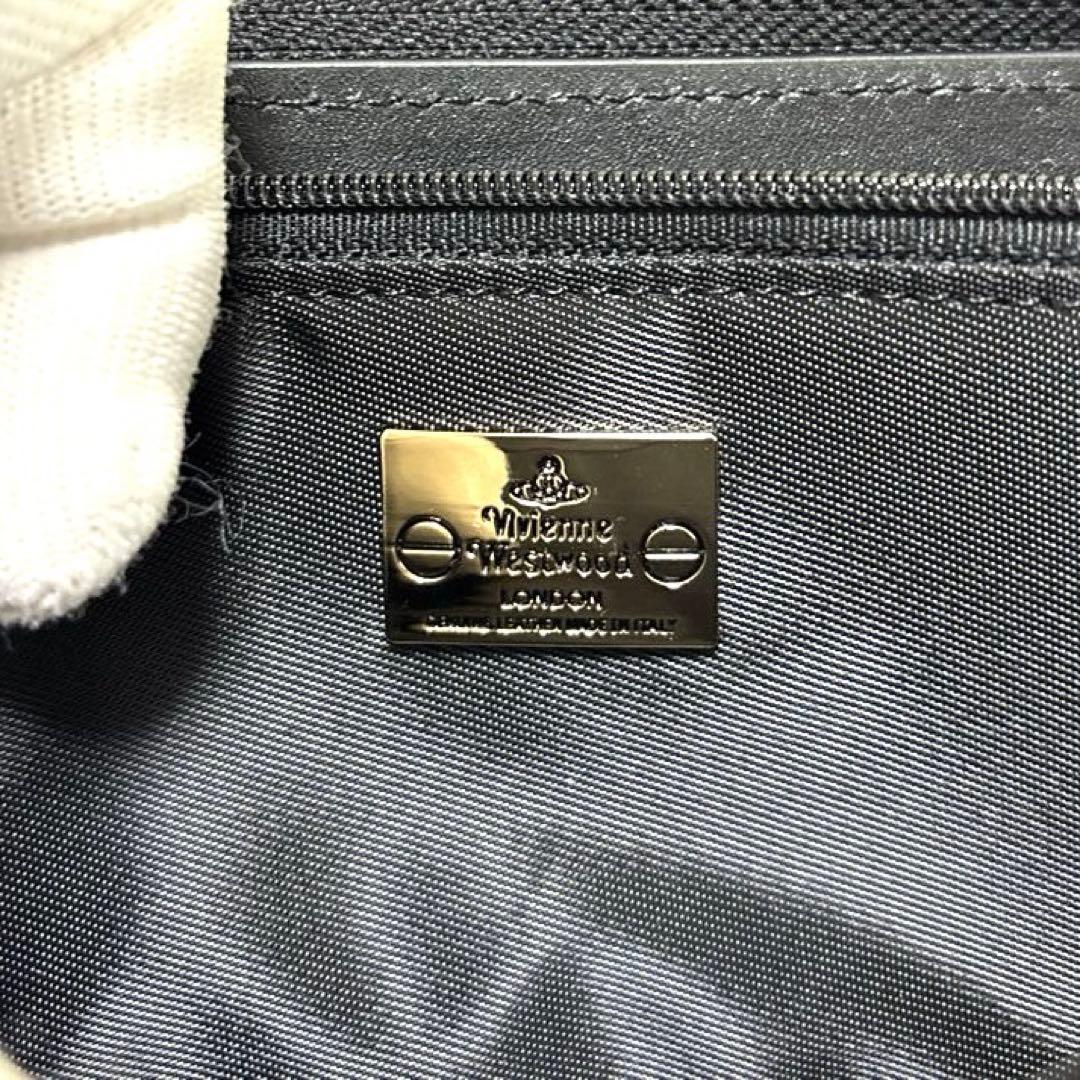 Vivienne
Westwood
LONDON
GENUINE LEATHER MADE IN ITALY